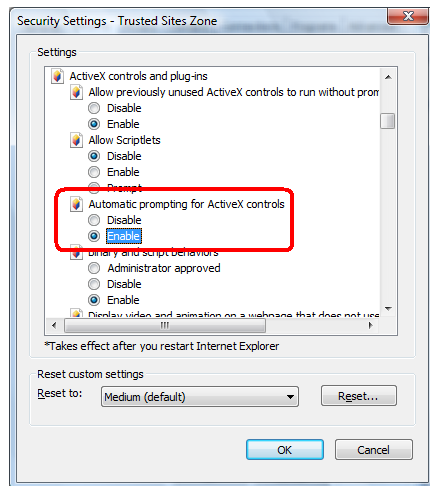 Security Settings - Trusted Sites Zone
Settings
ActiveX controls and plug-ins
Allow previously unused ActiveX controls to run without prom
Disable
Enable
Allow Scriptlets
Disable
Enable
Prompt
Automatic prompting for ActiveX controls
Disable
Enable
Binary and script behaviors
Administrator approved
Disable
Enable
Display video and animation on a webpage that does not use
*Takes effect after you restart Internet Explorer
Reset custom settings
Reset to: Medium (default) Reset...
OK Cancel